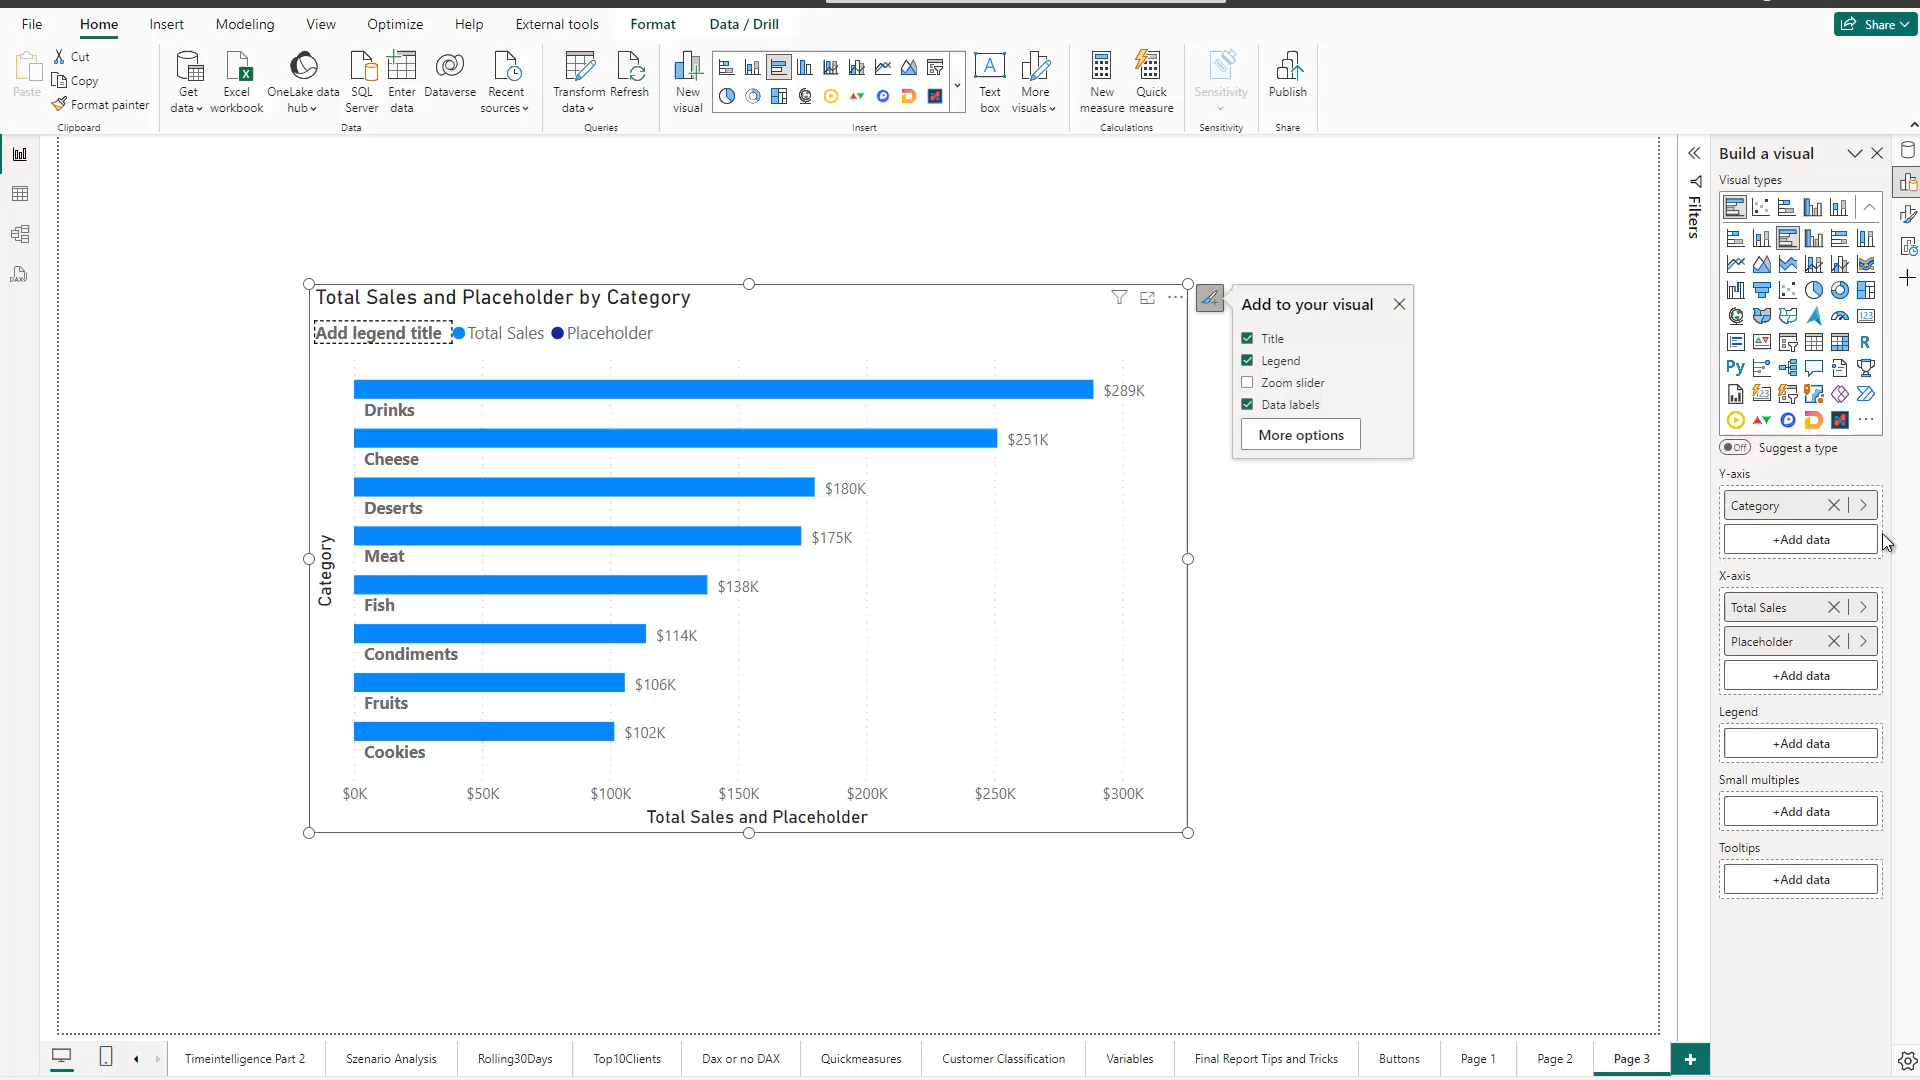 File Home Insert Modeling View Optimize Help External tools Format Data / Drill Share
Paste Cut
Copy
Format painter
Clipboard
Get data Excel workbook OneLake data hub SQL Server Enter data Dataverse Recent sources
Data
Transform data Refresh
Queries
New visual
Text box More visuals
Insert
New measure Quick measure
Calculations
Sensitivity
Sensitivity
Publish
Share
Total Sales and Placeholder by Category
Add legend title Total Sales Placeholder
Category
$289K
Drinks
$251K
Cheese
$180K
Deserts
$175K
Meat
$138K
Fish
$114K
Condiments
$106K
Fruits
$102K
Cookies
$0K $50K $100K $150K $200K $250K $300K
Total Sales and Placeholder
Add to your visual
Title
Legend
Zoom slider
Data labels
More options
Filters
Build a visual
Visual types
R
Py
123
Off Suggest a type
Y-axis
Category
+Add data
X-axis
Total Sales
Placeholder
+Add data
Legend
+Add data
Small multiples
+Add data
Tooltips
+Add data
DAX
Timeintelligence Part 2 Szenario Analysis Rolling30Days Top10Clients Dax or no DAX Quickmeasures Customer Classification Variables Final Report Tips and Tricks Buttons Page 1 Page 2 Page 3